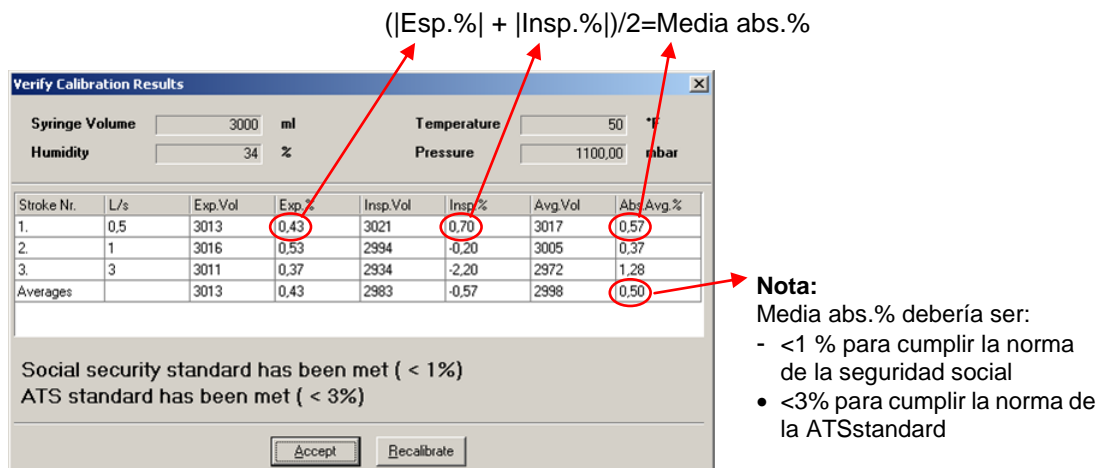 (|Esp.%| + |Insp.%|)/2=Media abs.%
Verify Calibration Results
Syringe Volume 3000 ml Temperature 50 °F
Humidity 34 % Pressure 1100,00 mbar
Stroke Nr. L/s Exp.Vol Exp.% Insp.Vol Insp.% Avg.Vol Abs.Avg.%
1. 0,5 3013 0,43 3021 0,70 3017 0,57
2. 1 3016 0,53 2994 -0,20 3005 0,37
3. 3 3011 0,37 2934 -2,20 2972 1,28
Averages 3013 0,43 2983 -0,57 2998 0,50
Social security standard has been met ( < 1%)
ATS standard has been met ( < 3%)
Accept Recalibrate
Nota:
Media abs.% debería ser:
- <1 % para cumplir la norma
de la seguridad social
• <3% para cumplir la norma de
la ATSstandard